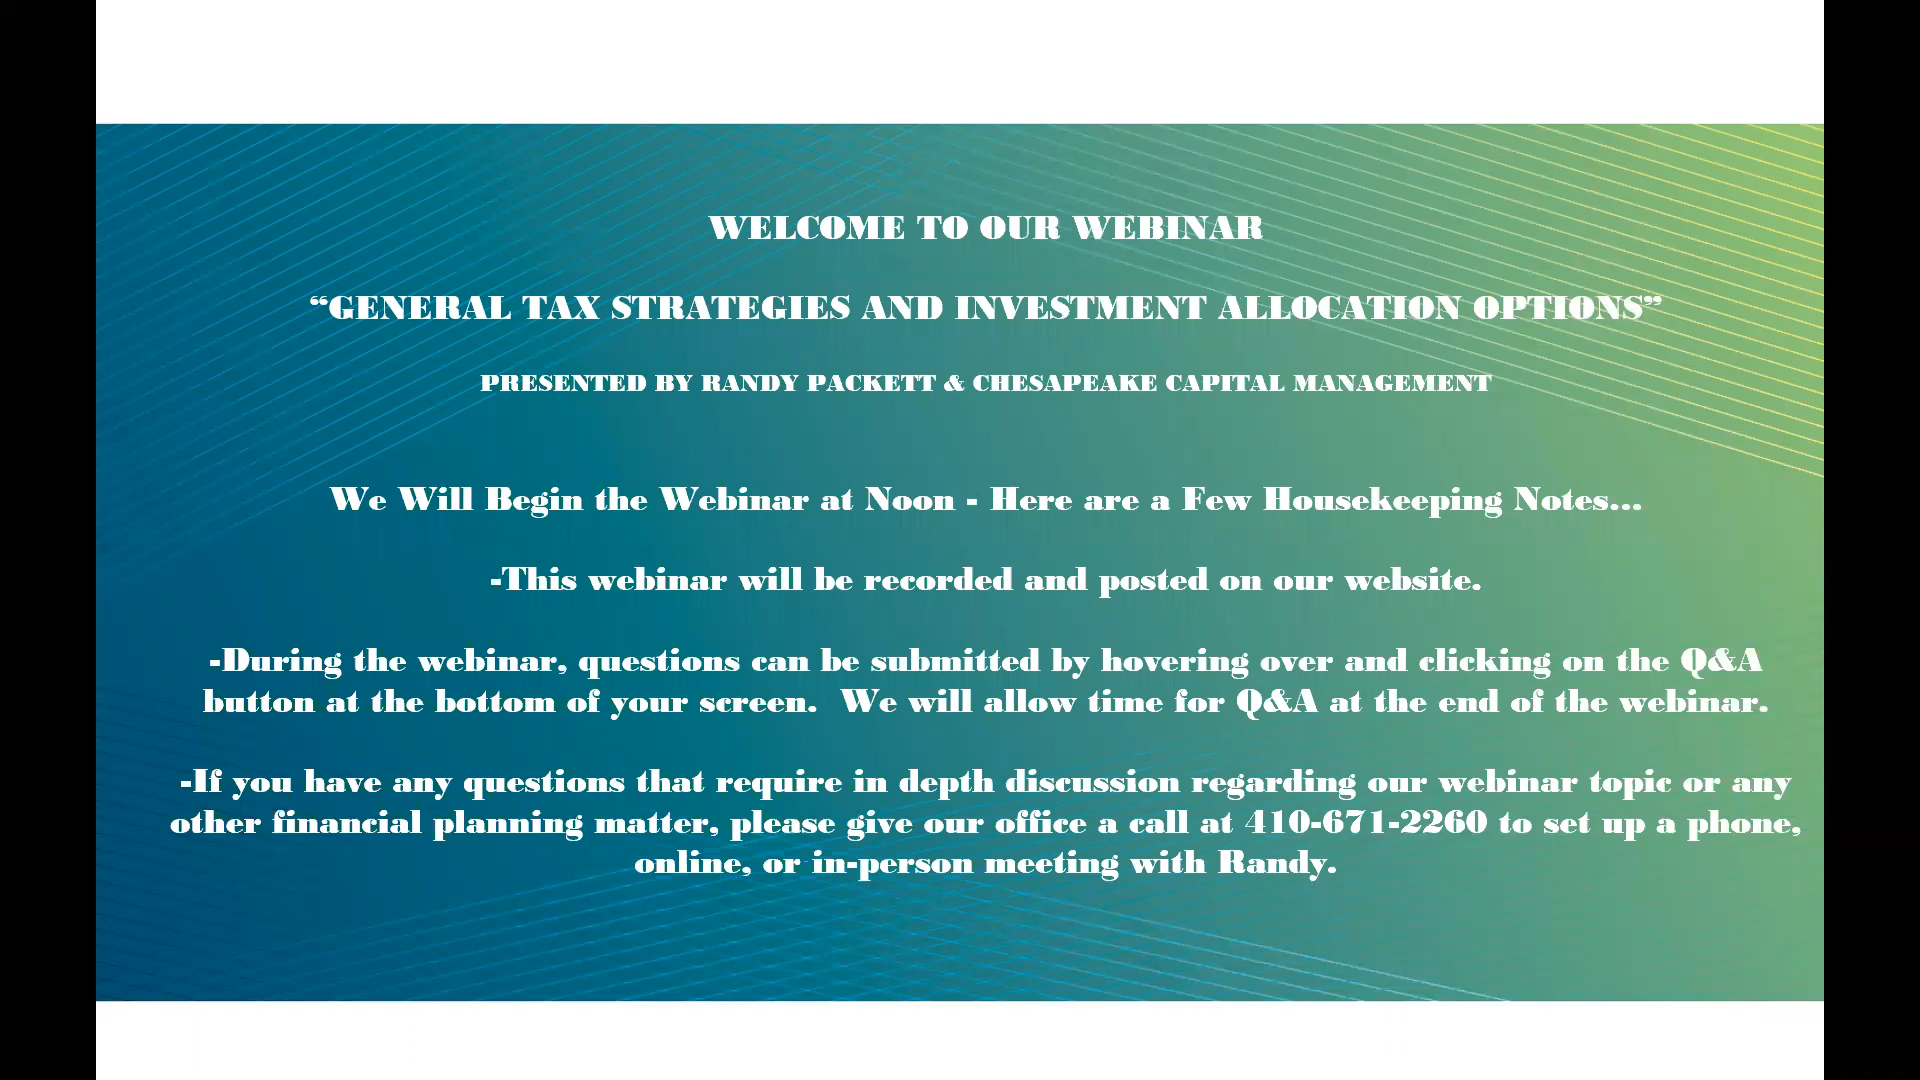 WELCOME TO OUR WEBINAR
“GENERAL TAX STRATEGIES AND INVESTMENT ALLOCATION OPTIONS”
PRESENTED BY RANDY PACKETT & CHESAPEAKE CAPITAL MANAGEMENT
We Will Begin the Webinar at Noon - Here are a Few Housekeeping Notes...
-This webinar will be recorded and posted on our website.
-During the webinar, questions can be submitted by hovering over and clicking on the Q&A
button at the bottom of your screen.  We will allow time for Q&A at the end of the webinar.
-If you have any questions that require in depth discussion regarding our webinar topic or any
other financial planning matter, please give our office a call at 410-671-2260 to set up a phone,
online, or in-person meeting with Randy.